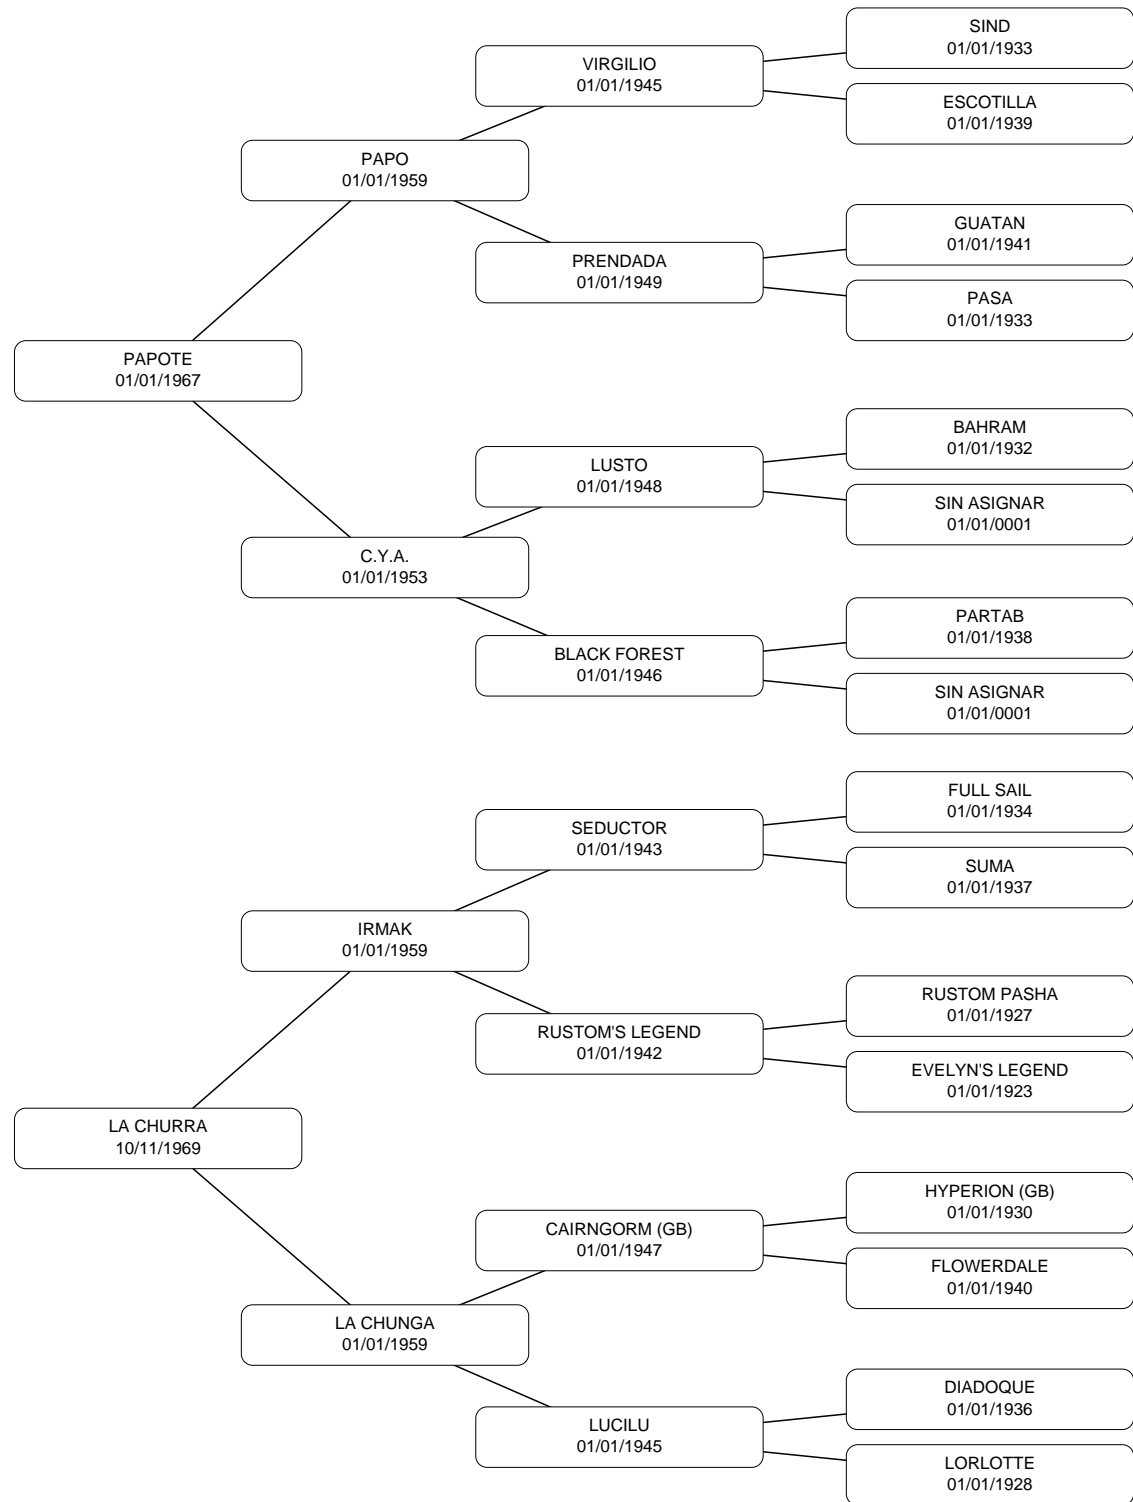 SIND
01/01/1933
VIRGILIO
01/01/1945
ESCOTILLA
01/01/1939
PAPO
01/01/1959
GUATAN
01/01/1941
PRENDADA
01/01/1949
PASA
01/01/1933
PAPOTE
01/01/1967
BAHRAM
01/01/1932
LUSTO
01/01/1948
SIN ASIGNAR
01/01/0001
C.Y.A.
01/01/1953
PARTAB
01/01/1938
BLACK FOREST
01/01/1946
SIN ASIGNAR
01/01/0001
FULL SAIL
01/01/1934
SEDUCTOR
01/01/1943
SUMA
01/01/1937
IRMAK
01/01/1959
RUSTOM PASHA
01/01/1927
RUSTOM'S LEGEND
01/01/1942
EVELYN'S LEGEND
01/01/1923
LA CHURRA
10/11/1969
HYPERION (GB)
01/01/1930
CAIRNGORM (GB)
01/01/1947
FLOWERDALE
01/01/1940
LA CHUNGA
01/01/1959
DIADOQUE
01/01/1936
LUCILU
01/01/1945
LORLOTTE
01/01/1928